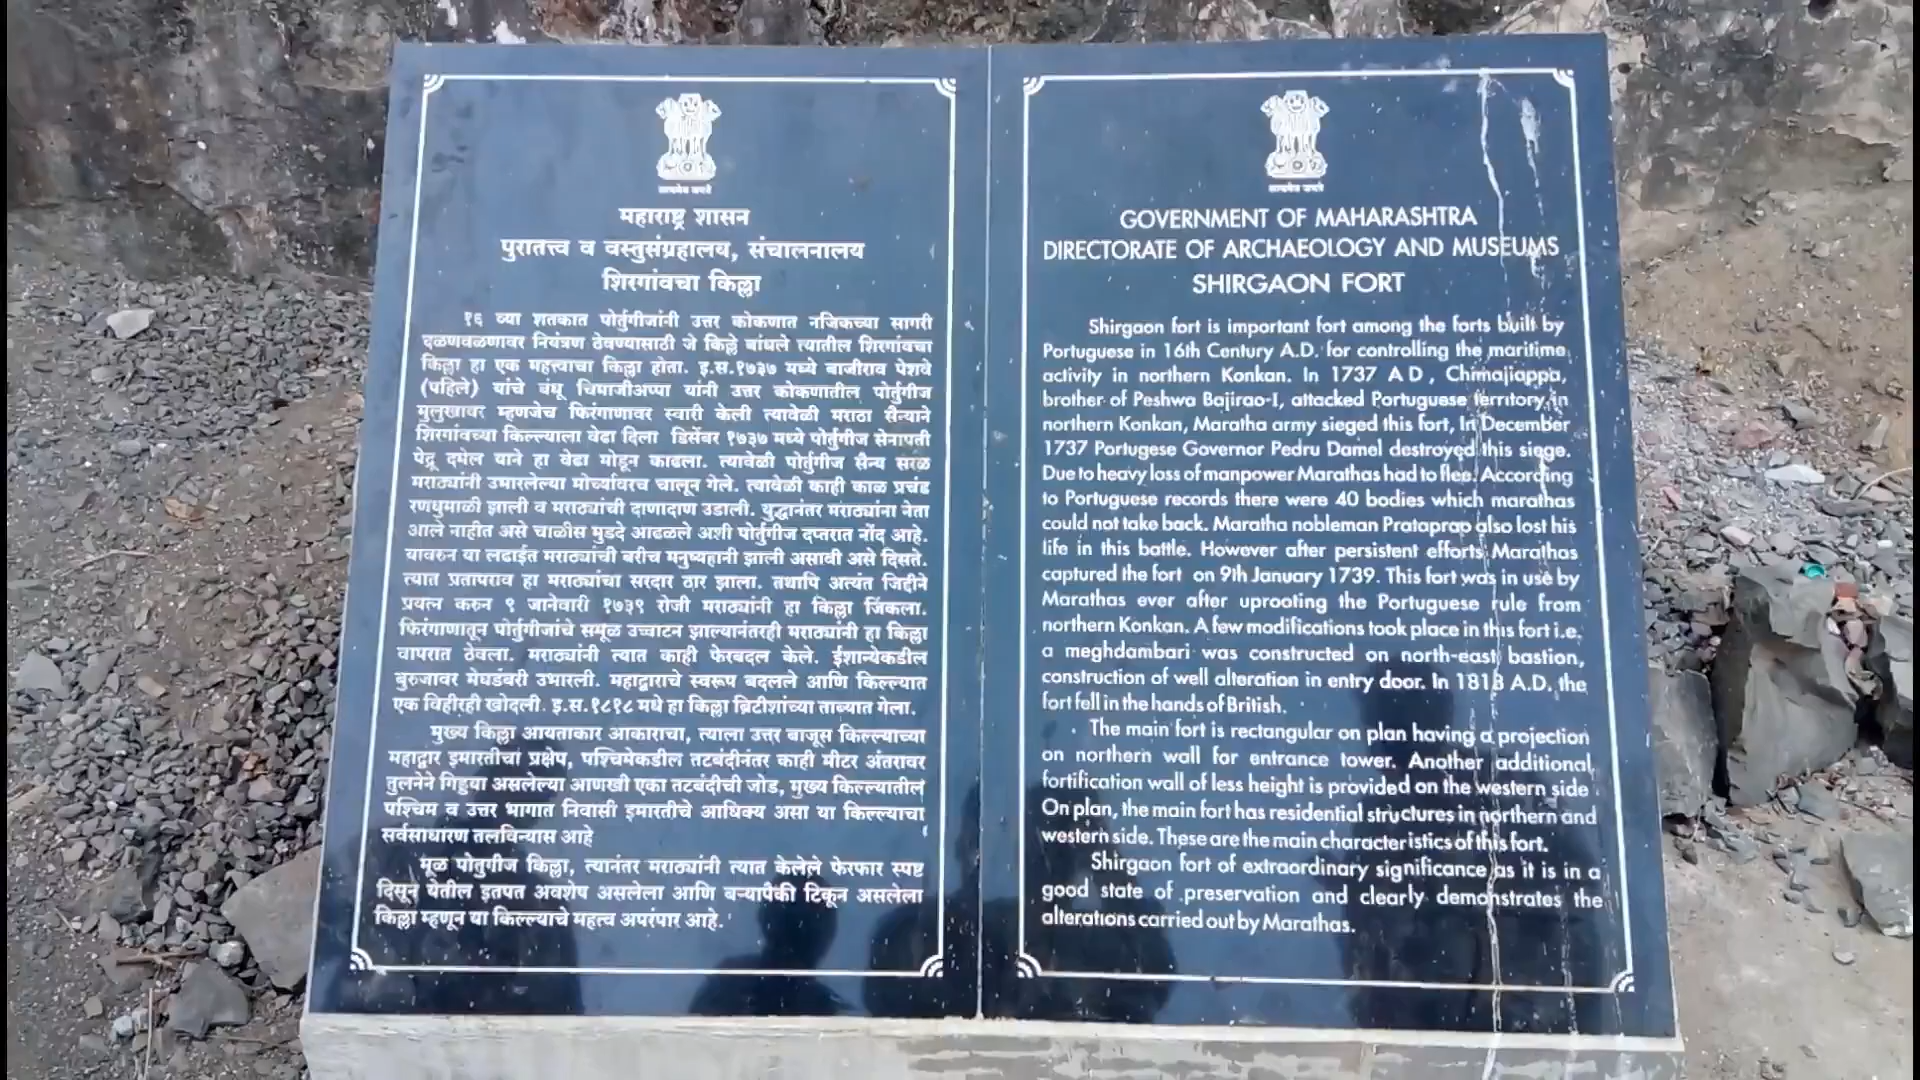 सत्यमेव जयते
महाराष्ट्र शासन
पुरातत्त्व व वस्तुसंग्रहालय, संचालनालय
शिरगांवचा किल्ला
१६ व्या शतकात पोर्तुगीजांनी उत्तर कोकणात नजिकच्या सागरी
दळणवळणावर नियंत्रण ठेवण्यासाठी जे किल्ले बांधले त्यातील शिरगांवचा
किल्ला हा एक महत्त्वाचा किल्ला होता. इ.स.१७३७ मध्ये बाजीराव पेशवे
(पहिले) यांचे बंधू चिमाजीअप्पा यांनी उत्तर कोकणातील पोर्तुगीज
मुलुखावर म्हणजेच फिरंगाणावर स्वारी केली त्यावेळी मराठा सैन्याने
शिरगांवच्या किल्ल्याला वेढा दिला डिसेंबर १७३७ मध्ये पोर्तुगीज सेनापती
पेद्रू दमेल याने हा वेढा मोडून काढला. त्यावेळी पोर्तुगीज सैन्य सरळ
मराठ्यांनी उभारलेल्या मोर्च्यावरच चालून गेले. त्यावेळी काही काळ प्रचंड
रणधुमाळी झाली व मराठ्यांची दाणादाण उडाली. युद्धानंतर मराठ्यांना नेता
आले नाहीत असे चाळीस मुडदे आढळले अशी पोर्तुगीज दप्तरात नोंद आहे.
यावरुन या लढाईत मराठ्यांची बरीच मनुष्यहानी झाली असावी असे दिसते.
त्यात प्रतापराव हा मराठ्यांचा सरदार ठार झाला. तथापि अत्यंत जिद्दीने
प्रयत्न करुन ९ जानेवारी १७३९ रोजी मराठ्यांनी हा किल्ला जिंकला.
फिरंगाणातून पोर्तुगीजांचे समूळ उच्चाटन झाल्यानंतरही मराठ्यांनी हा किल्ला
वापरात ठेवला. मराठ्यांनी त्यात काही फेरबदल केले. ईशान्येकडील
बुरुजावर मेघडंबरी उभारली. महाद्वाराचे स्वरूप बदलले आणि किल्ल्यात
एक विहीरही खोदली. इ.स.१८१८ मधे हा किल्ला ब्रिटीशांच्या ताब्यात गेला.
मुख्य किल्ला आयताकार आकाराचा, त्याला उत्तर बाजूस किल्ल्याच्या
महाद्वार इमारतीचा प्रक्षेप, पश्चिमेकडील तटबंदीनंतर काही मीटर अंतरावर
तुलनेने गिड्डया असलेल्या आणखी एका तटबंदीची जोड, मुख्य किल्ल्यातील
पश्चिम व उत्तर भागात निवासी इमारतीचे आधिक्य असा या किल्ल्याचा
सर्वसाधारण तलविन्यास आहे
मूळ पोतुगीज किल्ला, त्यानंतर मराठ्यांनी त्यात केलेले फेरफार स्पष्ट
दिसून येतील इतपत अवशेष असलेला आणि बऱ्यापैकी टिकून असलेला
किल्ला म्हणून या किल्ल्याचे महत्व अपरंपार आहे.
सत्यमेव जयते
GOVERNMENT OF MAHARASHTRA
DIRECTORATE OF ARCHAEOLOGY AND MUSEUMS
SHIRGAON FORT
Shirgaon fort is important fort among the forts built by
Portuguese in 16th Century A.D. for controlling the maritime
activity in northern Konkan. In 1737 A D , Chimajiappa,
brother of Peshwa Bajirao-I, attacked Portuguese territory in
northern Konkan, Maratha army sieged this fort, In December
1737 Portugese Governor Pedru Damel destroyed this siege.
Due to heavy loss of manpower Marathas had to flee. According
to Portuguese records there were 40 bodies which marathas
could not take back. Maratha nobleman Prataprao also lost his
life in this battle. However after persistent efforts Marathas
captured the fort on 9th January 1739. This fort was in use by
Marathas ever after uprooting the Portuguese rule from
northern Konkan. A few modifications took place in this fort i.e.
a meghdambari was constructed on north-east bastion,
construction of well alteration in entry door. In 1818 A.D. the
fort fell in the hands of British.
The main fort is rectangular on plan having a projection
on northern wall for entrance tower. Another additional
fortification wall of less height is provided on the western side
On plan, the main fort has residential structures in northern and
western side. These are the main characteristics of this fort.
Shirgaon fort of extraordinary significance as it is in a
good state of preservation and clearly demonstrates the
alterations carried out by Marathas.